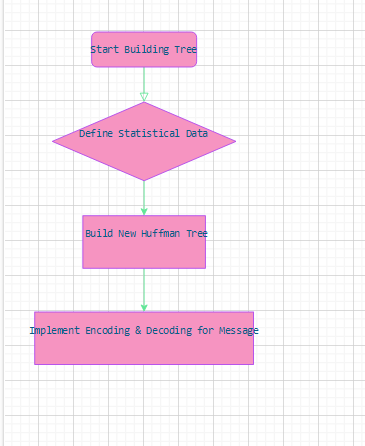 Start Building Tree
Define Statistical Data
Build New Huffman Tree
Implement Encoding & Decoding for Message